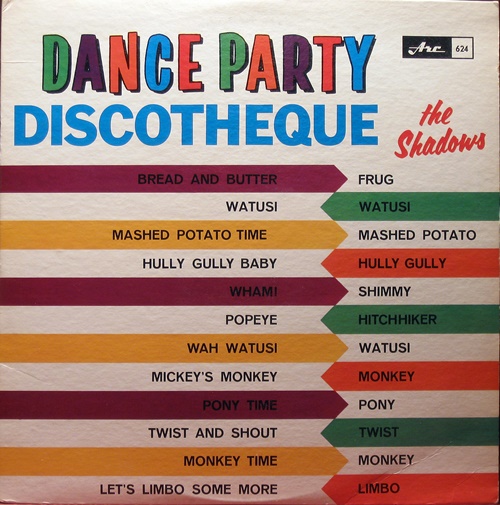 DANCE PARTY
Arc 624
DISCOTHEQUE
the
Shadows
BREAD AND BUTTER FRUG
WATUSI WATUSI
MASHED POTATO TIME MASHED POTATO
HULLY GULLY BABY HULLY GULLY
WHAM! SHIMMY
POPEYE HITCHHIKER
WAH WATUSI WATUSI
MICKEY'S MONKEY MONKEY
PONY TIME PONY
TWIST AND SHOUT TWIST
MONKEY TIME MONKEY
LET'S LIMBO SOME MORE LIMBO